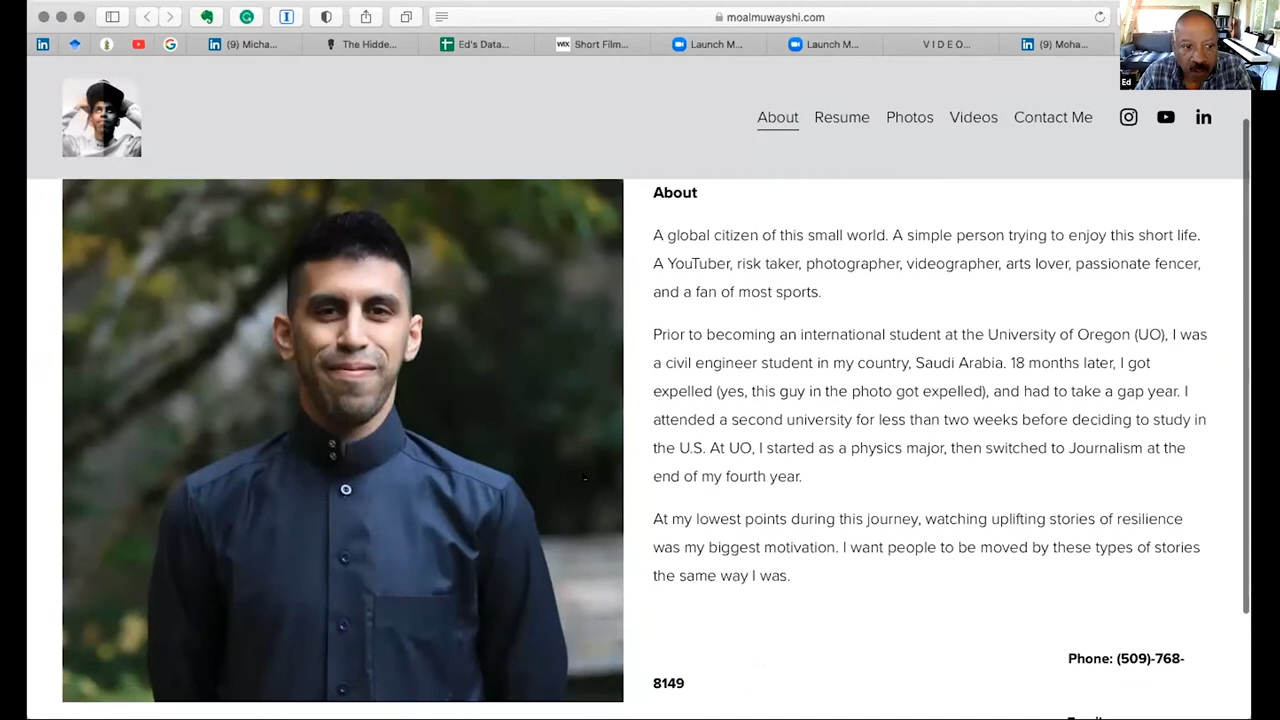 moalmuwayshi.com
(9) Micha...
The Hidde...
Ed's Data...
WIX
Short Film...
Launch M...
Launch M...
V I D E O...
(9) Moha...
Ed
About
Resume
Photos
Videos
Contact Me
About
A global citizen of this small world. A simple person trying to enjoy this short life.
A YouTuber, risk taker, photographer, videographer, arts lover, passionate fencer,
and a fan of most sports.
Prior to becoming an international student at the University of Oregon (UO), I was
a civil engineer student in my country, Saudi Arabia. 18 months later, I got
expelled (yes, this guy in the photo got expelled), and had to take a gap year. I
attended a second university for less than two weeks before deciding to study in
the U.S. At UO, I started as a physics major, then switched to Journalism at the
end of my fourth year.
At my lowest points during this journey, watching uplifting stories of resilience
was my biggest motivation. I want people to be moved by these types of stories
the same way I was.
Phone: (509)-768-
8149